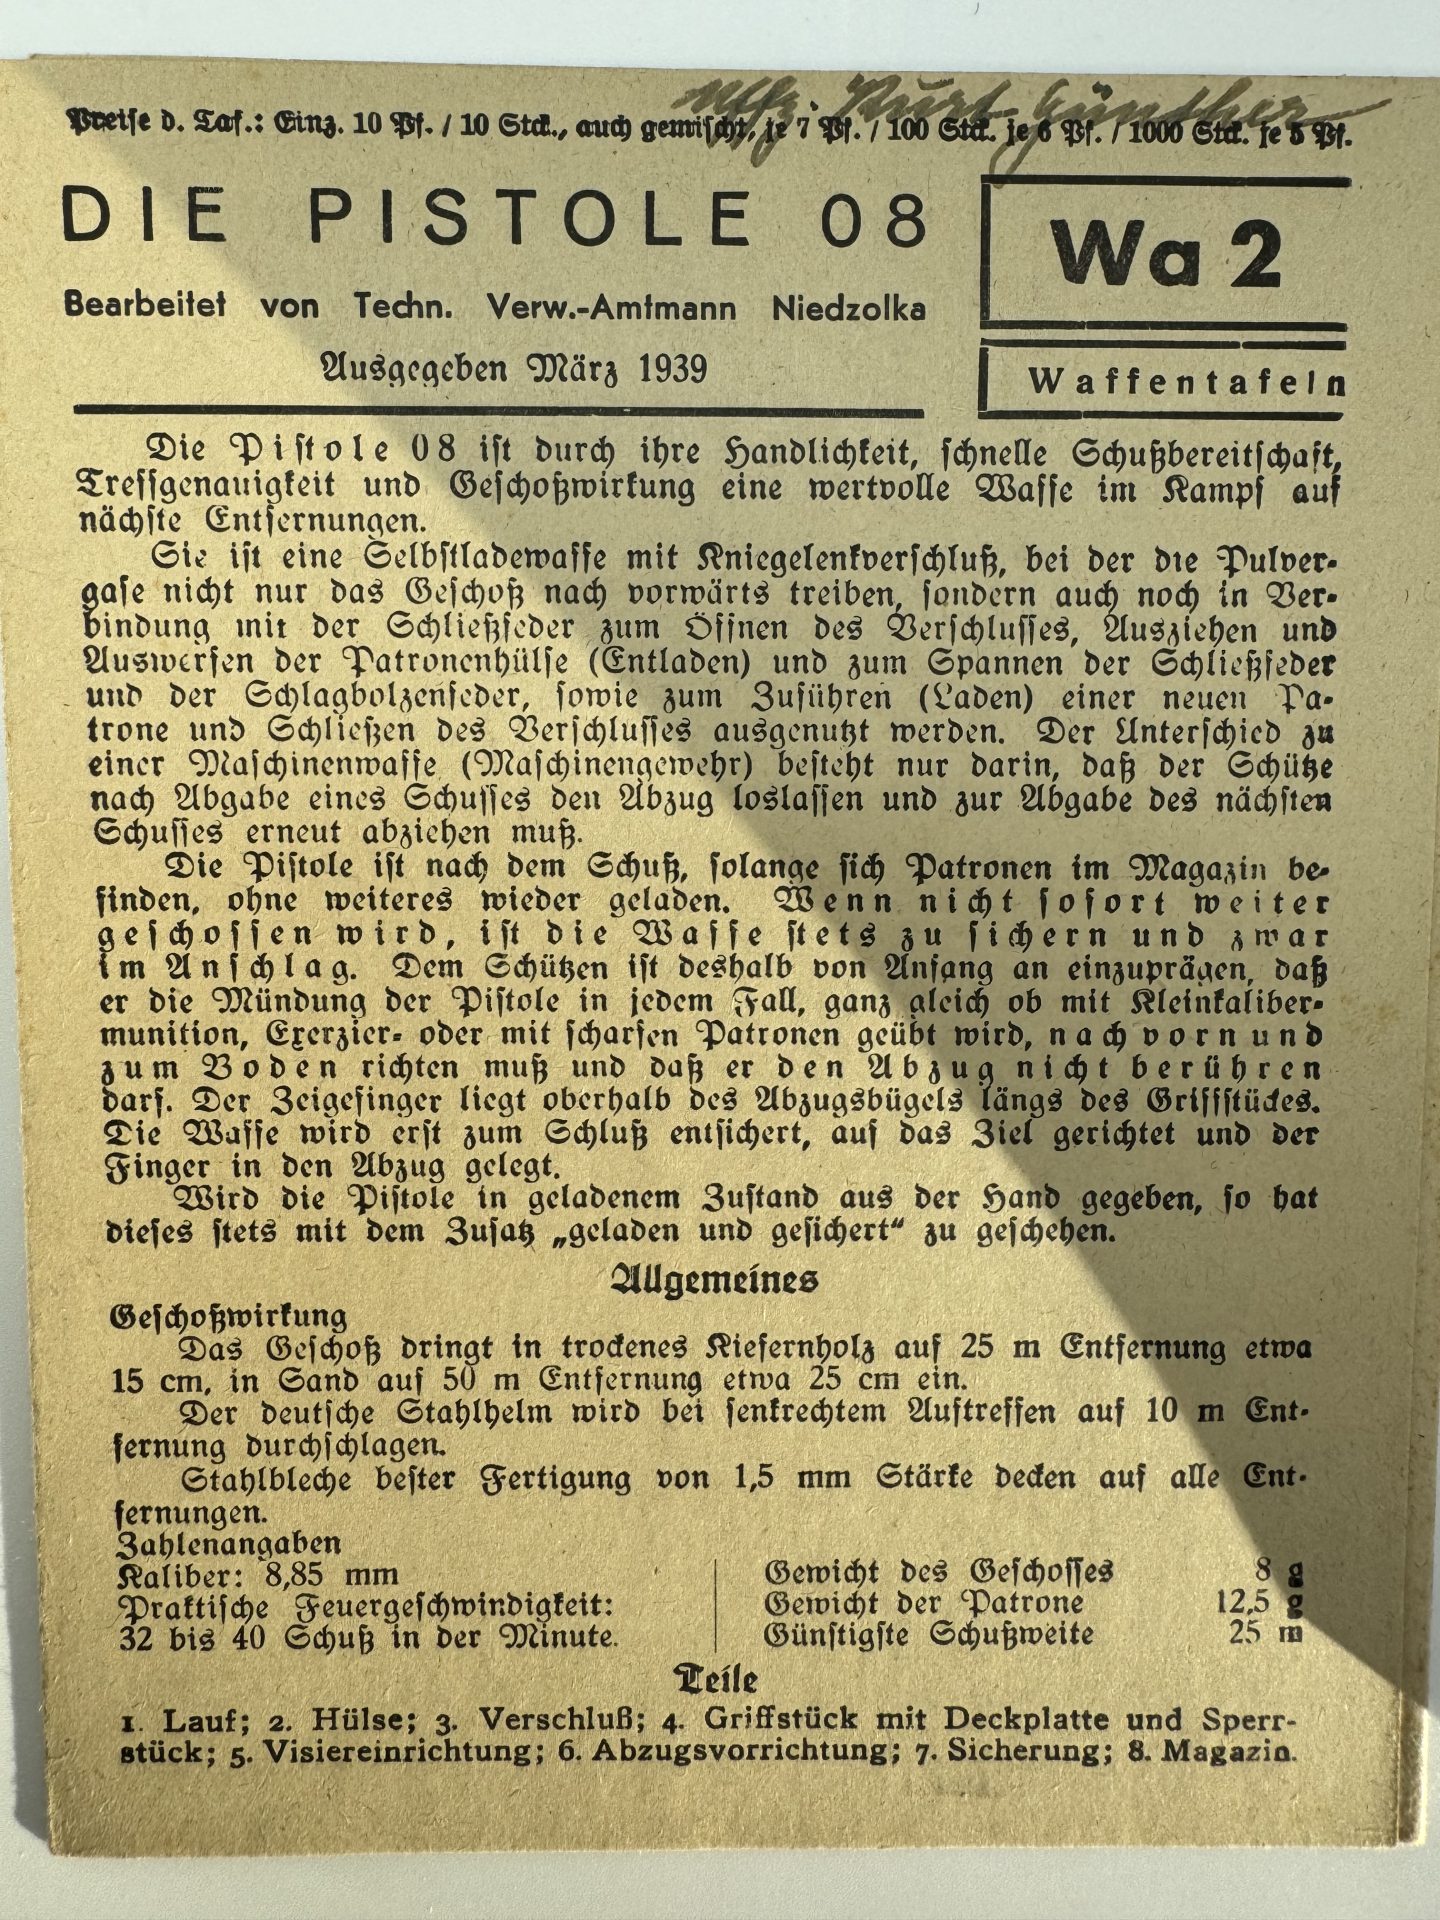 Kurt Günther
Preise d. Taf.: Einz. 10 Pf. / 10 Stck., auch gemischt, je 7 Pf. / 100 Stck. je 6 Pf. / 1000 Stck. je 5 Pf.
DIE PISTOLE 08
Wa 2
Bearbeitet von Techn. Verw.-Amtmann Niedzolka
Ausgegeben März 1939
Waffentafeln
Die Pistole 08 ist durch ihre Handlichkeit, schnelle Schußbereitschaft,
Treffgenauigkeit und Geschoßwirkung eine wertvolle Waffe im Kampf auf
nächste Entfernungen.
Sie ist eine Selbstladewaffe mit Kniegelenkverschluß, bei der die Pulver-
gase nicht nur das Geschoß nach vorwärts treiben, sondern auch noch in Ver-
bindung mit der Schließfeder zum Öffnen des Verschlusses, Ausziehen und
Auswerfen der Patronenhülse (Entladen) und zum Spannen der Schließfeder
und der Schlagbolzenfeder, sowie zum Zuführen (Laden) einer neuen Pa-
trone und Schließen des Verschlusses ausgenutzt werden. Der Unterschied zu
einer Maschinenwaffe (Maschinengewehr) besteht nur darin, daß der Schütze
nach Abgabe eines Schusses den Abzug loslassen und zur Abgabe des nächsten
Schusses erneut abziehen muß.
Die Pistole ist nach dem Schuß, solange sich Patronen im Magazin be-
finden, ohne weiteres wieder geladen. Wenn nicht sofort weiter
geschossen wird, ist die Waffe stets zu sichern und zwar
im Anschlag. Dem Schützen ist deshalb von Anfang an einzuprägen, daß
er die Mündung der Pistole in jedem Fall, ganz gleich ob mit Kleinkaliber-
munition, Exerzier- oder mit scharfen Patronen geübt wird, nach vorn und
zum Boden richten muß und daß er den Abzug nicht berühren
darf. Der Zeigefinger liegt oberhalb des Abzugsbügels längs des Griffstückes.
Die Waffe wird erst zum Schluß entsichert, auf das Ziel gerichtet und der
Finger in den Abzug gelegt.
Wird die Pistole in geladenem Zustand aus der Hand gegeben, so hat
dieses stets mit dem Zusatz „geladen und gesichert“ zu geschehen.
Allgemeines
Geschoßwirkung
Das Geschoß dringt in trockenes Kiefernholz auf 25 m Entfernung etwa
15 cm, in Sand auf 50 m Entfernung etwa 25 cm ein.
Der deutsche Stahlhelm wird bei senkrechtem Auftreffen auf 10 m Ent-
fernung durchschlagen.
Stahlbleche bester Fertigung von 1,5 mm Stärke decken auf alle Ent-
fernungen.
Zahlenangaben
Kaliber: 8,85 mm
Praktische Feuergeschwindigkeit:
32 bis 40 Schuß in der Minute.
Gewicht des Geschosses 8 g
Gewicht der Patrone 12,5 g
Günstigste Schußweite 25 m
Teile
1. Lauf; 2. Hülse; 3. Verschluß; 4. Griffstück mit Deckplatte und Sperr-
stück; 5. Visiereinrichtung; 6. Abzugsvorrichtung; 7. Sicherung; 8. Magazin.